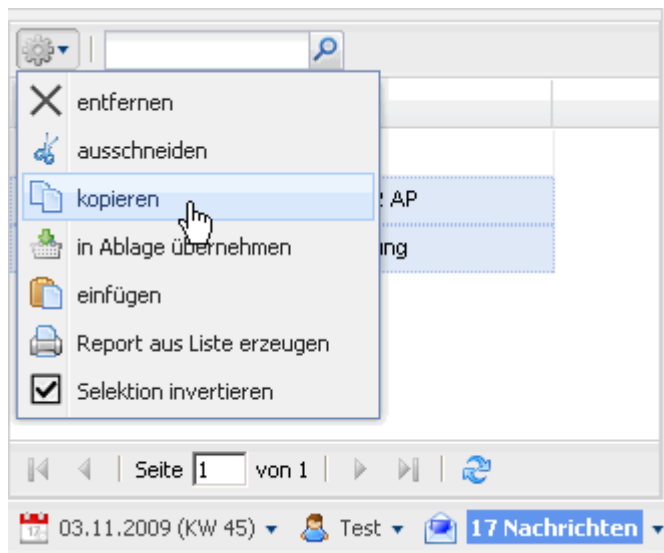 entfernen
ausschneiden
kopieren
AP
in Ablage übernehmen
ung
einfügen
Report aus Liste erzeugen
Selektion invertieren
Seite 1 von 1
03.11.2009 (KW 45) Test 17 Nachrichten